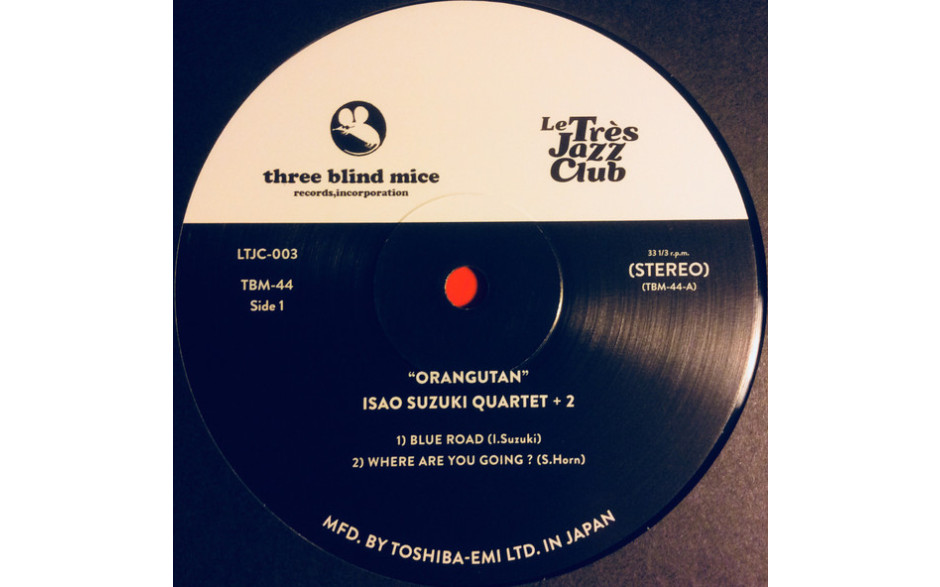 three blind mice
records,incorporation
Le Très
Jazz
Club
LTJC-003
TBM-44
Side 1
33 1/3 r.p.m.
(STEREO)
(TBM-44-A)
“ORANGUTAN”
ISAO SUZUKI QUARTET + 2
1) BLUE ROAD (I.Suzuki)
2) WHERE ARE YOU GOING ? (S.Horn)
MFD. BY TOSHIBA-EMI LTD. IN JAPAN